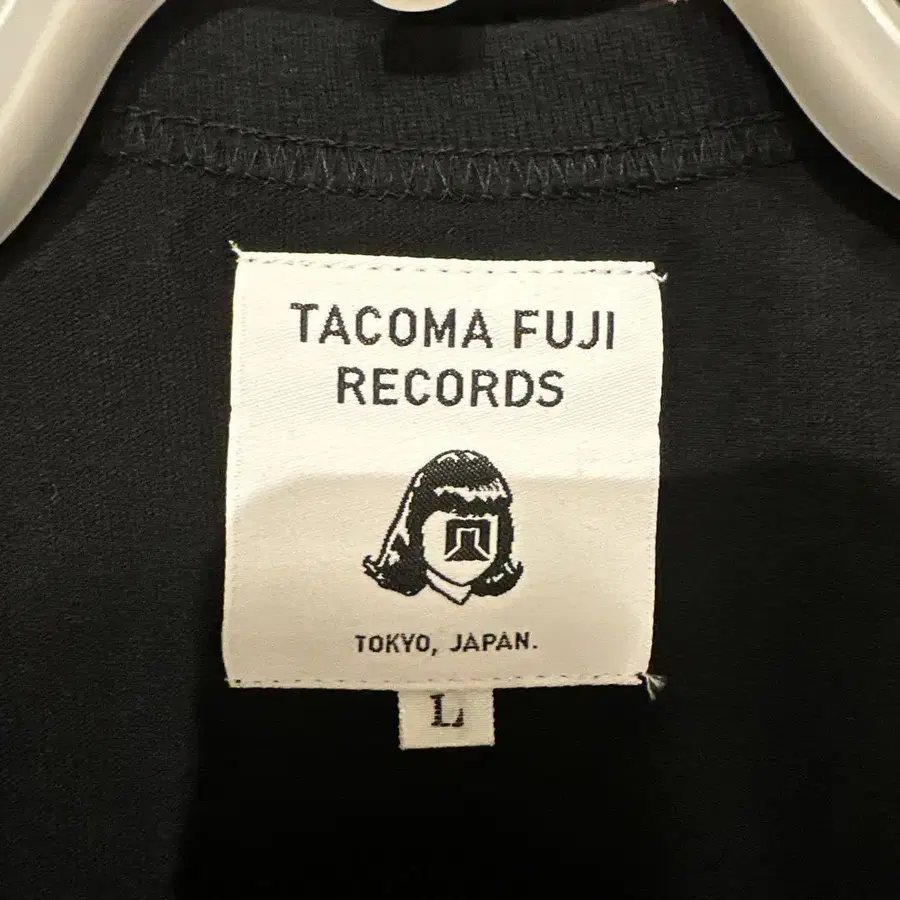 TACOMA FUJI
RECORDS
TOKYO, JAPAN.
L